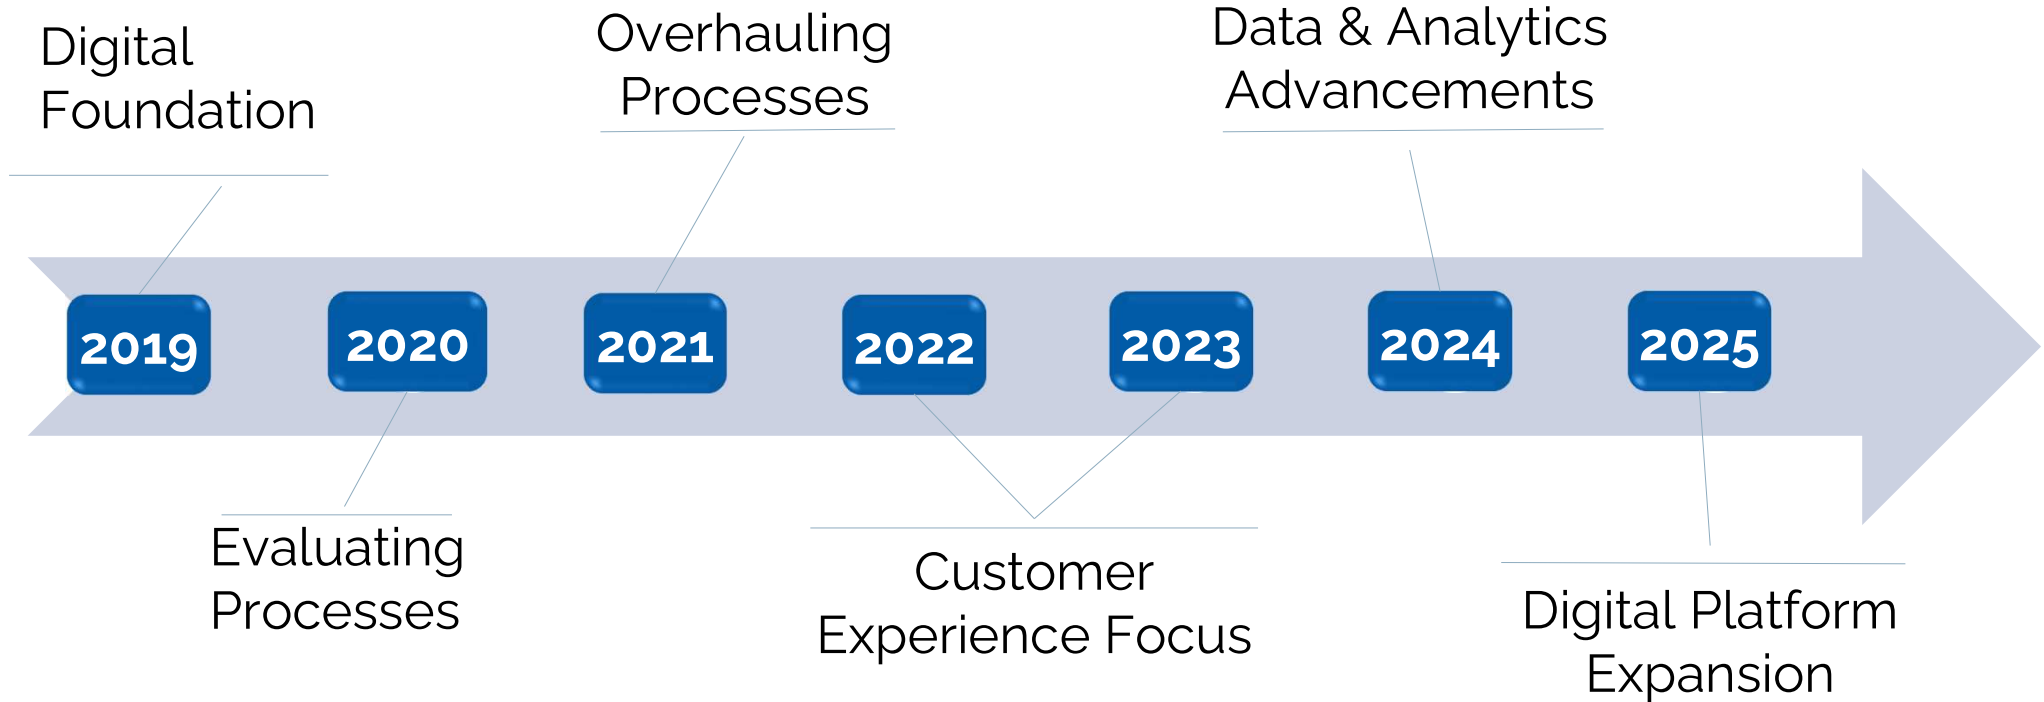 Digital
Foundation
Overhauling
Processes
Data & Analytics
Advancements
2019
2020
2021
2022
2023
2024
2025
Evaluating
Processes
Customer
Experience Focus
Digital Platform
Expansion